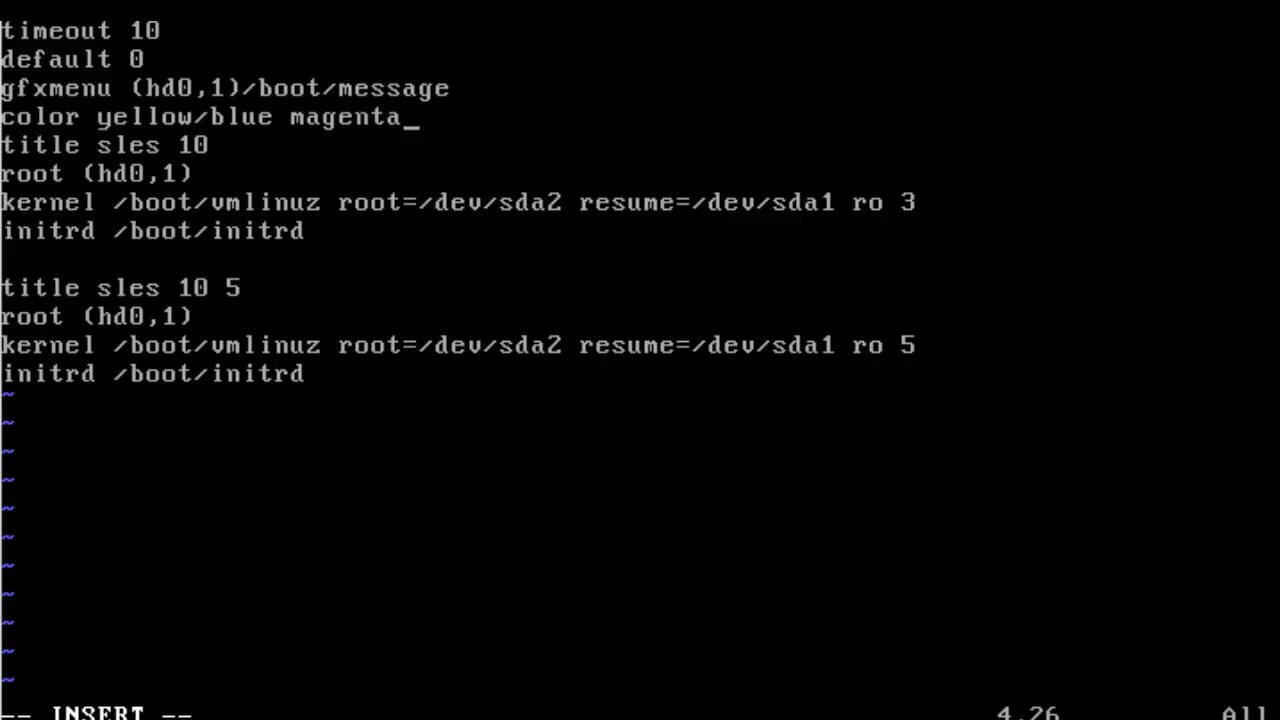 timeout 10
default 0
gfxmenu (hd0,1)/boot/message
color yellow/blue magenta_
title sles 10
root (hd0,1)
kernel /boot/vmlinuz root=/dev/sda2 resume=/dev/sda1 ro 3
initrd /boot/initrd
title sles 10 5
root (hd0,1)
kernel /boot/vmlinuz root=/dev/sda2 resume=/dev/sda1 ro 5
initrd /boot/initrd
~
~
~
~
~
~
~
~
~
~
~
-- INSERT -- 4,26 All